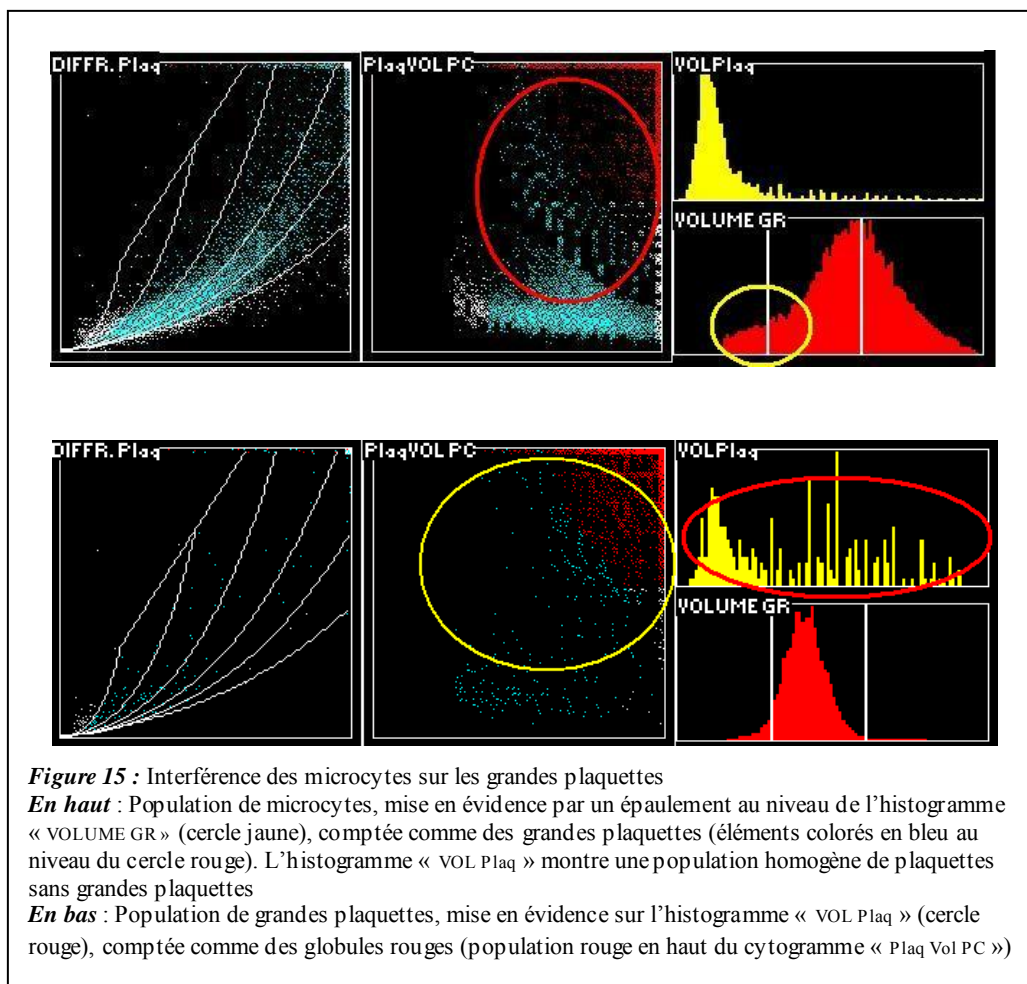 DIFFR. Plaq
PlaqVOL PC
VOLPlaq
VOLUME GR
DIFFR. Plaq
PlaqVOL PC
VOLPlaq
VOLUME GR
Figure 15 : Interférence des microcytes sur les grandes plaquettes
En haut : Population de microcytes, mise en évidence par un épaulement au niveau de l’histogramme
« VOLUME GR » (cercle jaune), comptée comme des grandes plaquettes (éléments colorés en bleu au
niveau du cercle rouge). L’histogramme « VOL Plaq » montre une population homogène de plaquettes
sans grandes plaquettes
En bas : Population de grandes plaquettes, mise en évidence sur l’histogramme « VOL Plaq » (cercle
rouge), comptée comme des globules rouges (population rouge en haut du cytogramme « Plaq Vol PC »)